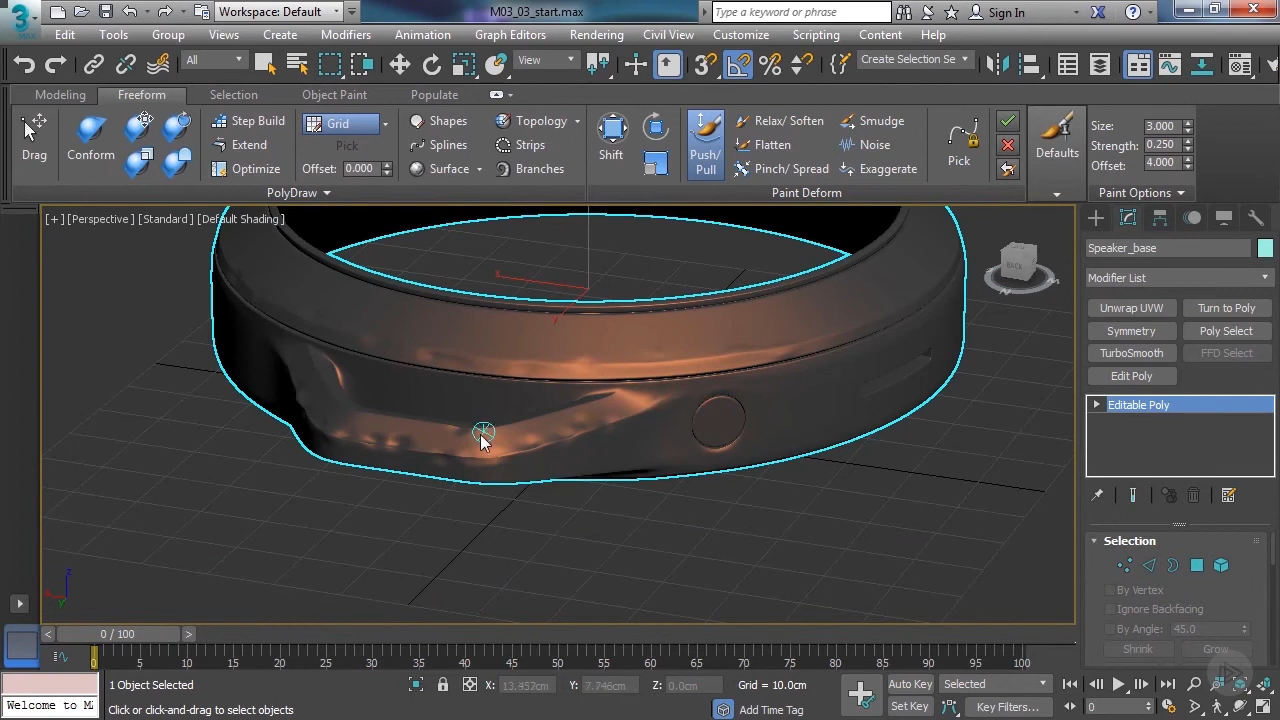 3
MAX
Workspace: Default
M03_03_start.max
Type a keyword or phrase
Sign In
Edit Tools Group Views Create Modifiers Animation Graph Editors Rendering Civil View Customize Scripting Content Help
All
View
3
Create Selection Se
Modeling Freeform Selection Object Paint Populate
Drag
Conform
Step Build
Extend
Optimize
Grid
Pick
Offset: 0.000
Shapes
Splines
Surface
Topology
Strips
Branches
PolyDraw
Shift
Push/
Pull
Relax/ Soften
Flatten
Pinch/ Spread
Smudge
Noise
Exaggerate
Paint Deform
Pick
Defaults
Size: 3.000
Strength: 0.250
Offset: 4.000
Paint Options
[+] [Perspective] [Standard] [Default Shading]
BACK
x
z
y
Speaker_base
Modifier List
Unwrap UVW Turn to Poly
Symmetry Poly Select
TurboSmooth FFD Select
Edit Poly
Editable Poly
Selection
By Vertex
Ignore Backfacing
By Angle: 45.0
Shrink Grow
< 0 / 100 >
0 5 10 15 20 25 30 35 40 45 50 55 60 65 70 75 80 85 90 95 100
1 Object Selected
X: 13.457cm Y: 7.746cm Z: 0.0cm Grid = 10.0cm
Auto Key Selected
Welcome to MA
Click or click-and-drag to select objects
Add Time Tag
Set Key Key Filters...
0